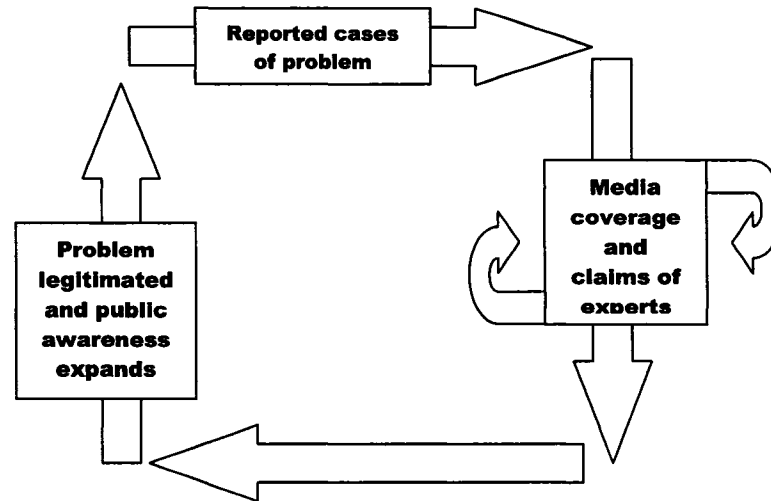 Reported cases
of problem
Media
coverage
and
claims of
experts
Problem
legitimated
and public
awareness
expands